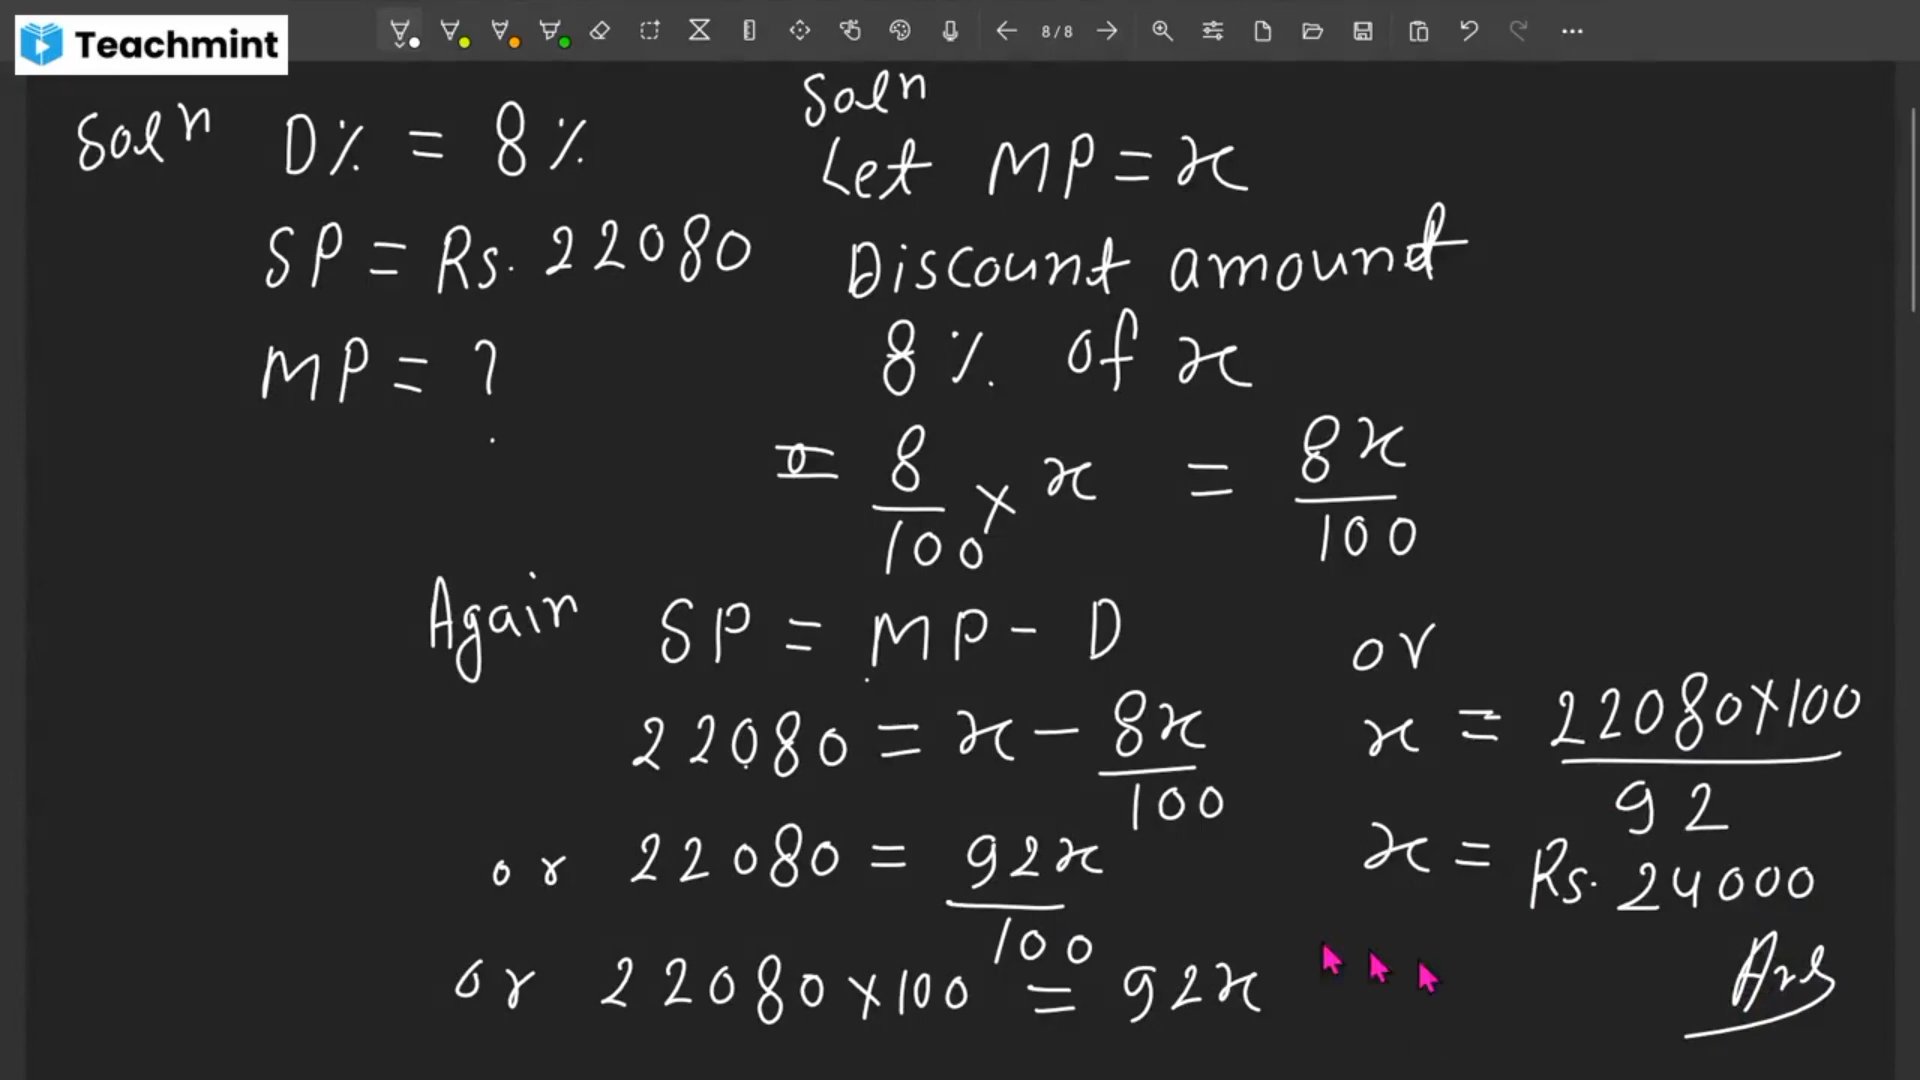 Teachmint
8/8
Soln D% = 8%
SP = Rs. 22080
MP = ?
Soln
Let MP = x
Discount amount
8% of x
= 8/100 × x = 8x/100
Again SP = MP - D
22080 = x - 8x/100
or 22080 = 92x/100
or 22080×100 = 92x
or
x = 22080×100/92
x = Rs. 24000
Ans